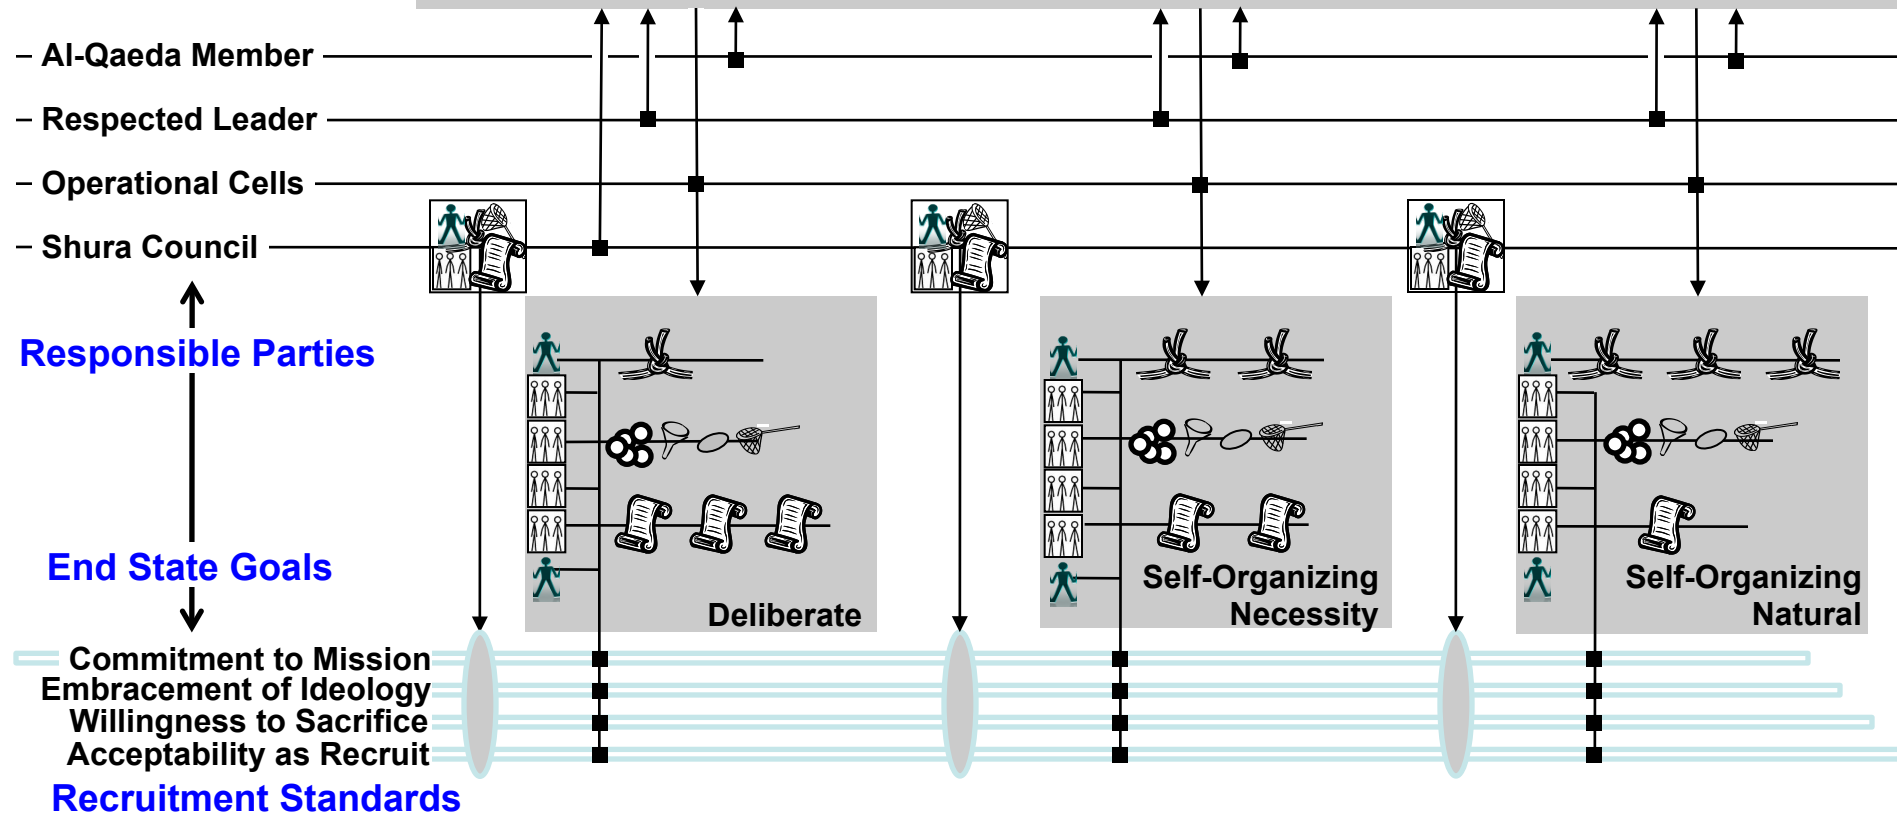 – Al-Qaeda Member
– Respected Leader
– Operational Cells
– Shura Council
Responsible Parties
End State Goals
Deliberate
Self-Organizing
Necessity
Self-Organizing
Natural
Commitment to Mission
Embracement of Ideology
Willingness to Sacrifice
Acceptability as Recruit
Recruitment Standards